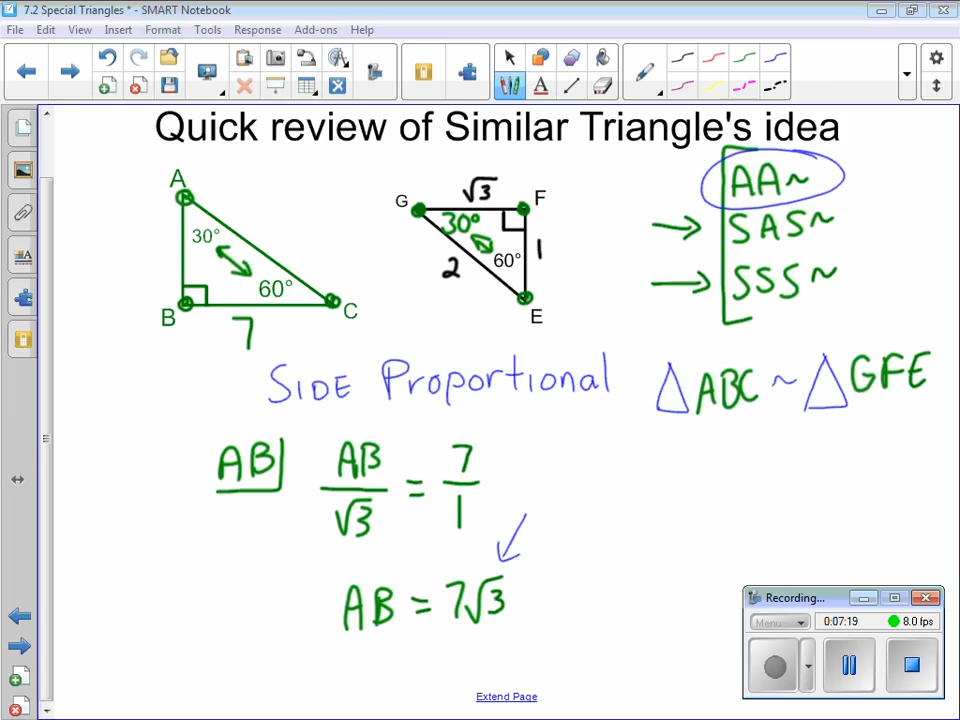 7.2 Special Triangles * - SMART Notebook
File Edit View Insert Format Tools Response Add-ons Help
Quick review of Similar Triangle's idea
A
30°
60°
B
C
7
√3
G
F
30°
60°
1
2
E
AA~
SAS~
SSS~
SIDE Proportional
△ABC ~ △GFE
AB
AB/√3 = 7/1
AB = 7√3
Recording...
Menu
0:07:19
8.0 fps
Extend Page